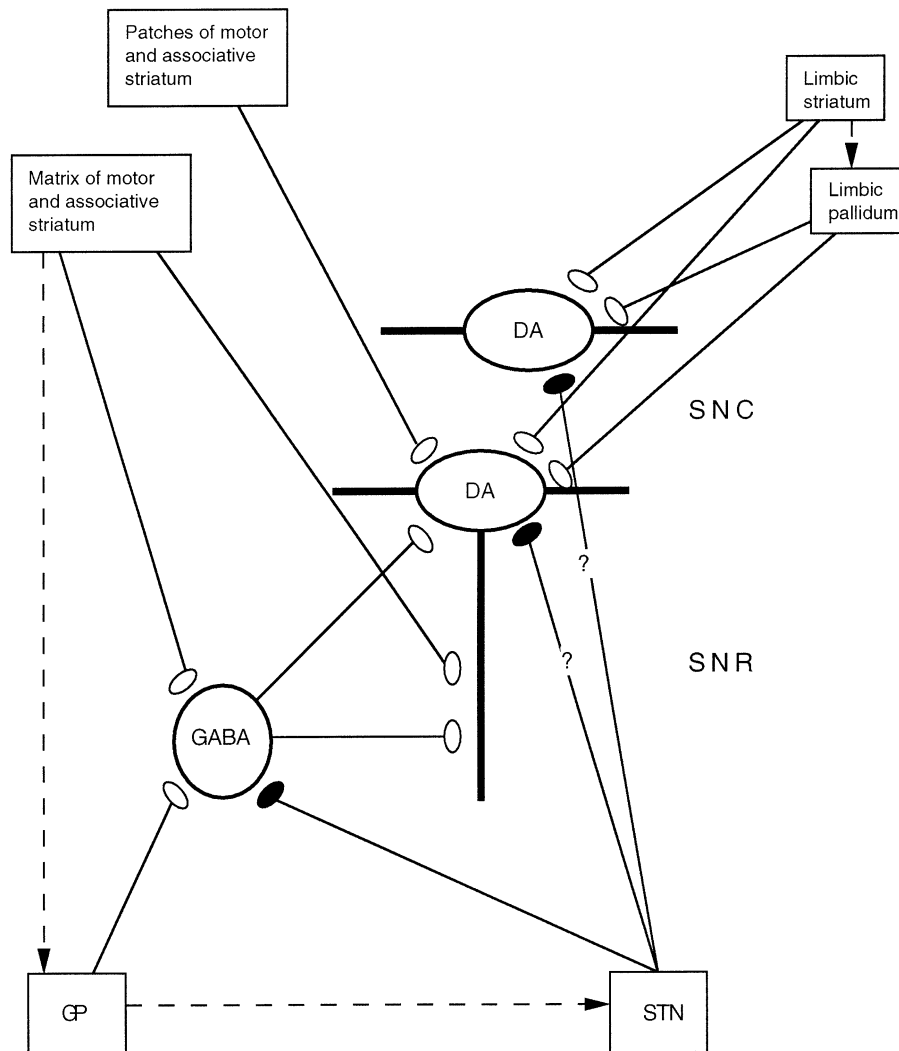 Patches of motor
and associative
striatum
Limbic
striatum
Matrix of motor
and associative
striatum
Limbic
pallidum
DA
SNC
DA
?
?
SNR
GABA
GP
STN